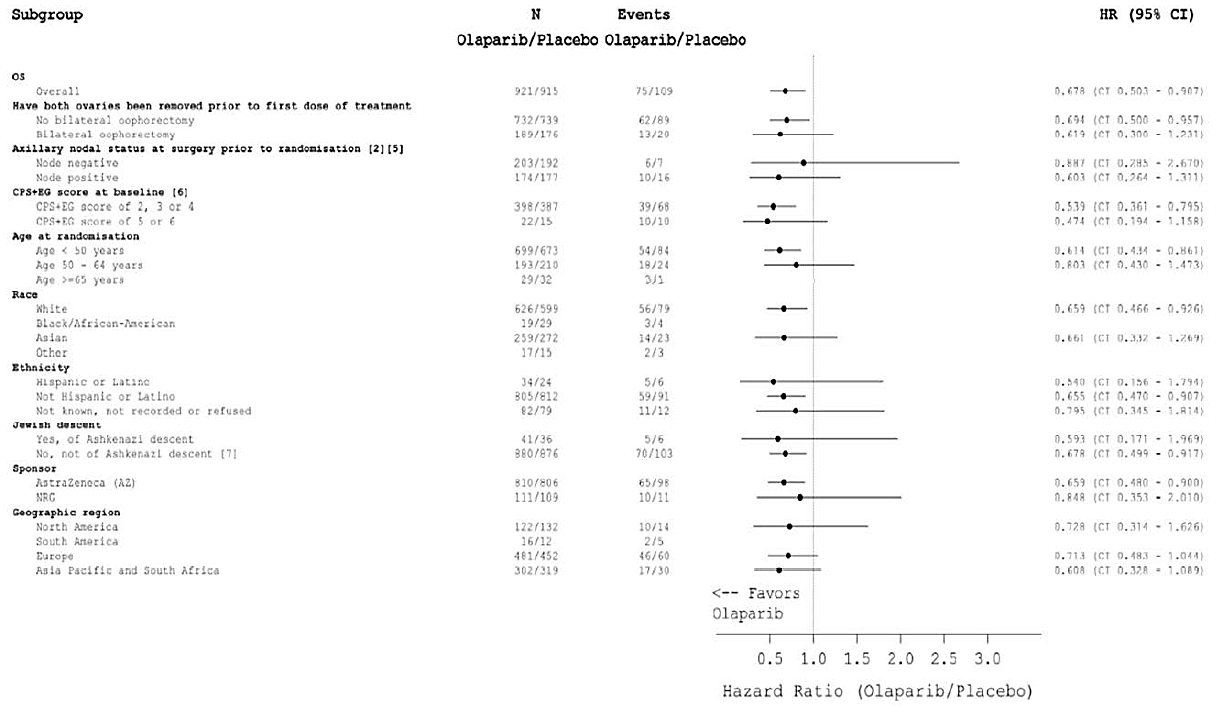 Subgroup N Events HR (95% CI)
Olaparib/Placebo Olaparib/Placebo
OS
Overall 921/915 75/109 0.678 (CI 0.503 - 0.907)
Have both ovaries been removed prior to first dose of treatment
No bilateral oophorectomy 732/739 62/89 0.694 (CI 0.500 - 0.957)
Bilateral oophorectomy 189/176 13/20 0.619 (CI 0.300 - 1.231)
Axillary nodal status at surgery prior to randomisation [2][5]
Node negative 203/192 6/7 0.887 (CI 0.285 - 2.670)
Node positive 174/177 10/16 0.603 (CI 0.264 - 1.311)
CPS+EG score at baseline [6]
CPS+EG score of 2, 3 or 4 398/387 39/68 0.539 (CI 0.361 - 0.795)
CPS+EG score of 5 or 6 22/15 10/10 0.474 (CI 0.194 - 1.158)
Age at randomisation
Age < 50 years 699/673 54/84 0.614 (CI 0.434 - 0.861)
Age 50 - 64 years 193/210 18/24 0.803 (CI 0.430 - 1.473)
Age >=65 years 29/32 3/1
Race
White 626/599 56/79 0.659 (CI 0.466 - 0.926)
Black/African-American 19/29 3/4
Asian 259/272 14/23 0.661 (CI 0.332 - 1.269)
Other 17/15 2/3
Ethnicity
Hispanic or Latino 34/24 5/6 0.540 (CI 0.156 - 1.794)
Not Hispanic or Latino 805/812 59/91 0.655 (CI 0.470 - 0.907)
Not known, not recorded or refused 82/79 11/12 0.795 (CI 0.345 - 1.814)
Jewish descent
Yes, of Ashkenazi descent 41/36 5/6 0.593 (CI 0.171 - 1.969)
No, not of Ashkenazi descent [7] 880/876 70/103 0.678 (CI 0.499 - 0.917)
Sponsor
AstraZeneca (AZ) 810/806 65/98 0.659 (CI 0.480 - 0.900)
NRG 111/109 10/11 0.848 (CI 0.353 - 2.010)
Geographic region
North America 122/132 10/14 0.728 (CI 0.314 - 1.626)
South America 16/12 2/5
Europe 481/452 46/60 0.713 (CI 0.483 - 1.044)
Asia Pacific and South Africa 302/319 17/30 0.608 (CI 0.328 - 1.089)
<-- Favors
Olaparib
0.5 1.0 1.5 2.0 2.5 3.0
Hazard Ratio (Olaparib/Placebo)